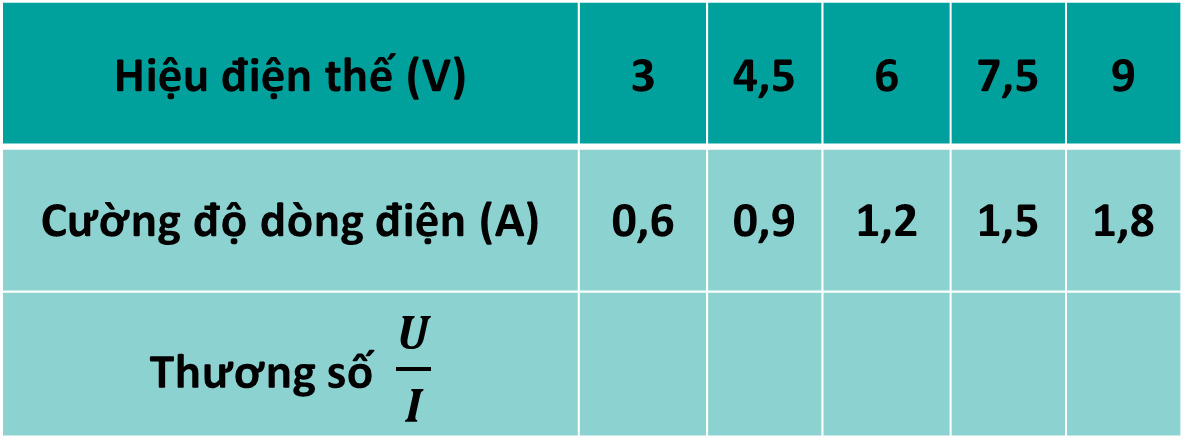 Hiệu điện thế (V) 3 4,5 6 7,5 9
Cường độ dòng điện (A) 0,6 0,9 1,2 1,5 1,8
Thương số U/I